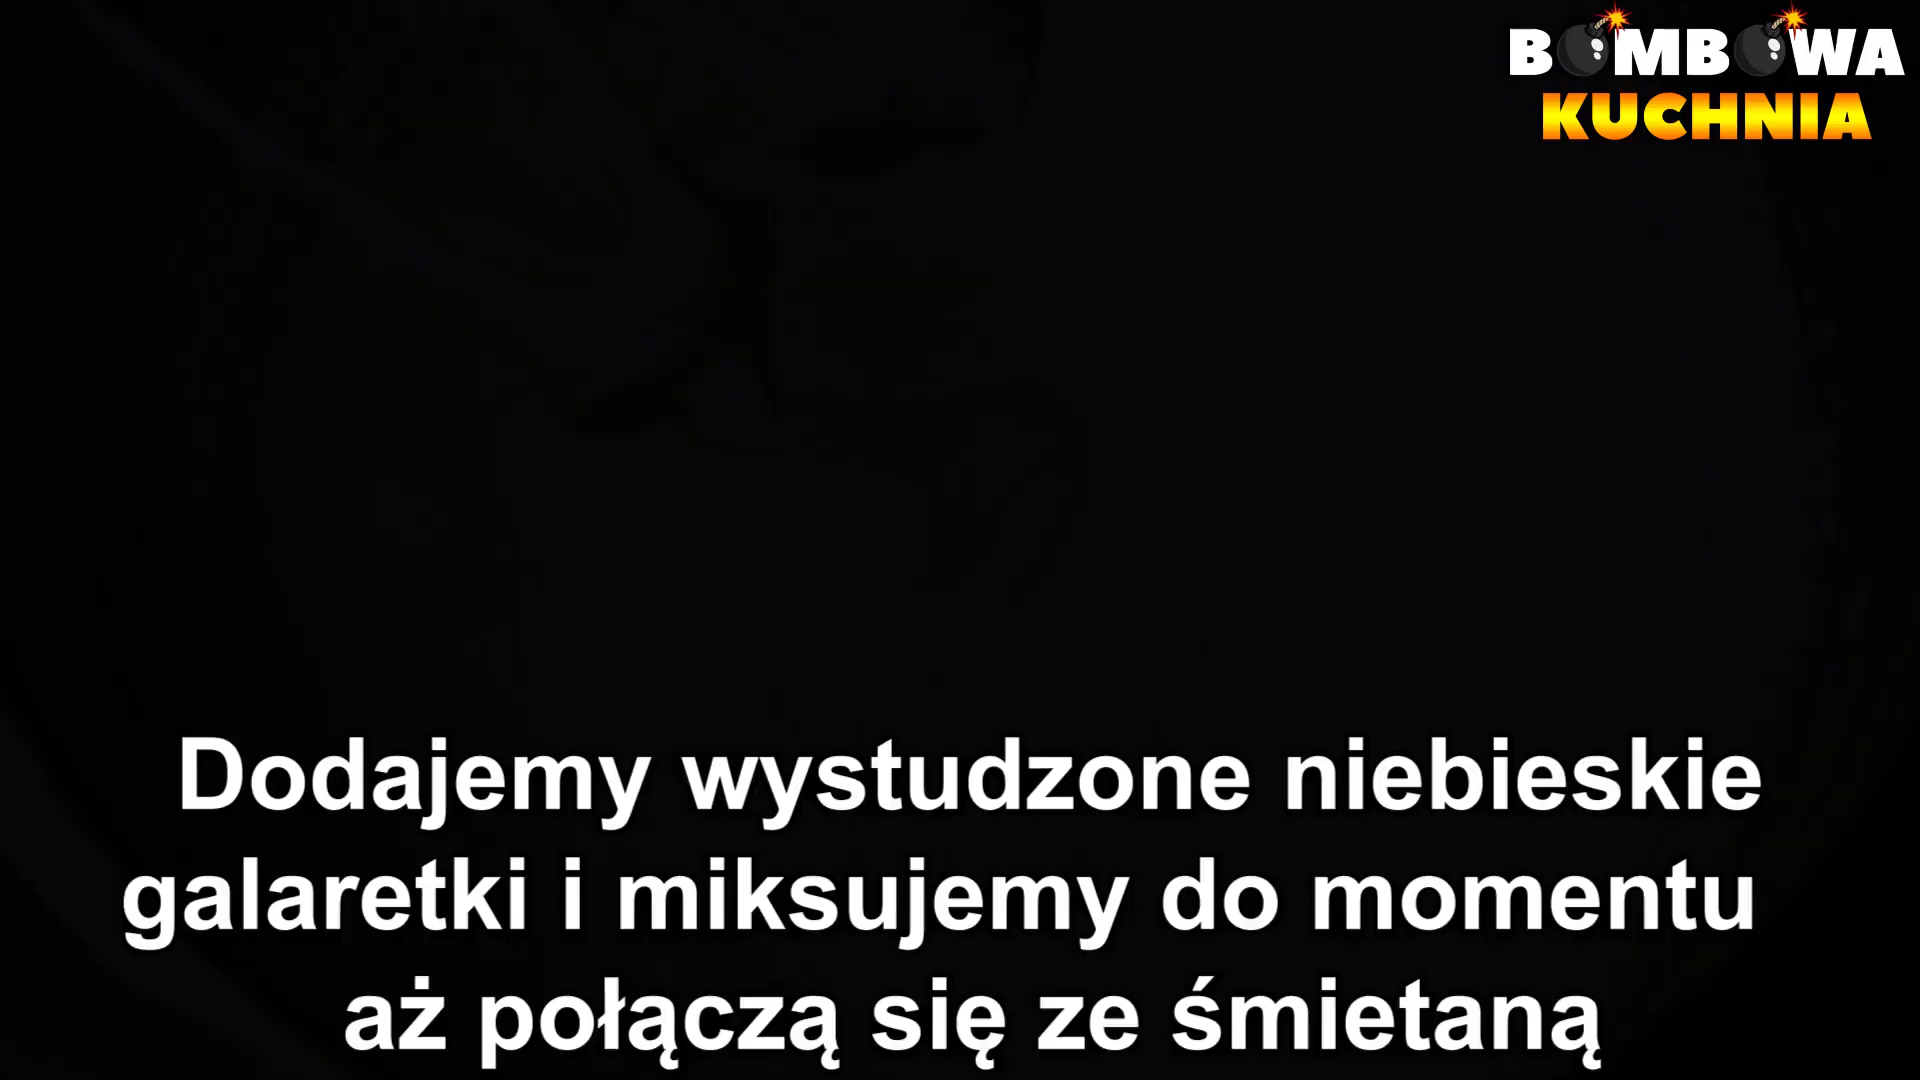 BOMBOWA
KUCHNIA
Dodajemy wystudzone niebieskie
galaretki i miksujemy do momentu
aż połączą się ze śmietaną